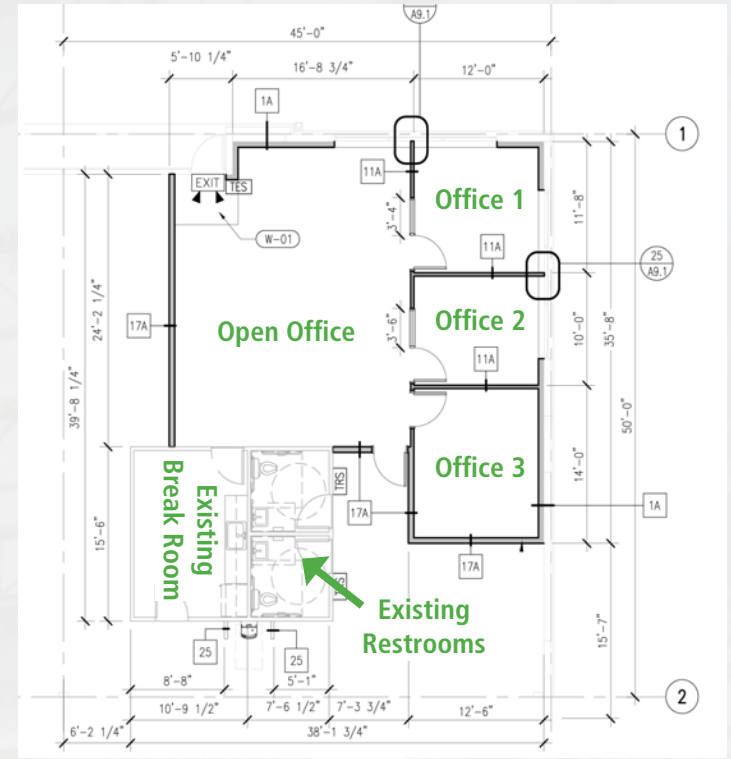 A9.1
45'-0"
5'-10 1/4"
16'-8 3/4"
12'-0"
1A
1
11A
EXIT
TES
Office 1
3'-4"
11'-8"
W-01
11A
25
A9.1
24'-2 1/4"
17A
Open Office
3'-6"
Office 2
10'-0"
35'-8"
11A
39'-8 1/4"
50'-0"
Existing
Break Room
TRS
17A
Office 3
14'-0"
1A
15'-6"
17A
Existing
Restrooms
25
25
15'-7"
8'-8"
5'-1"
2
10'-9 1/2"
7'-6 1/2"
7'-3 3/4"
12'-6"
6'-2 1/4"
38'-1 3/4"